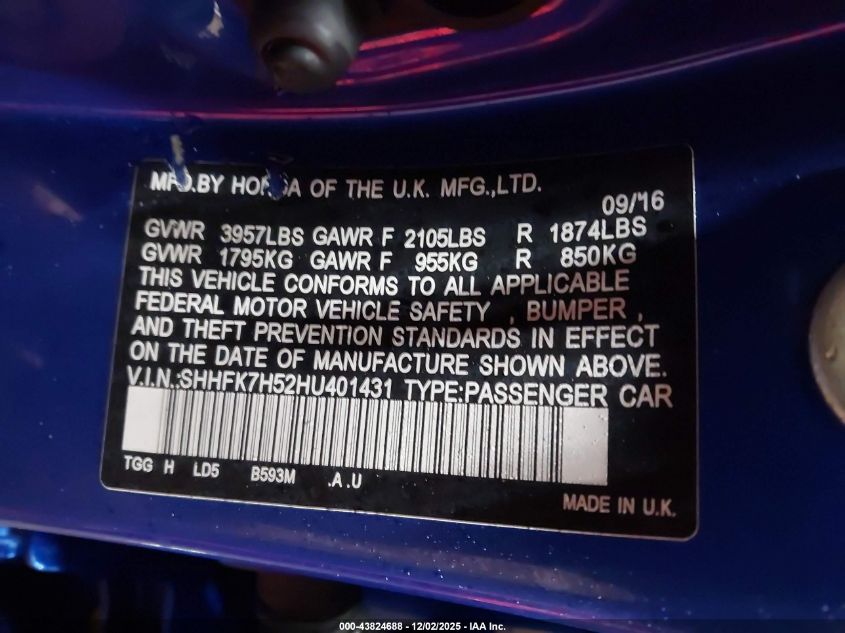 MFD.BY HONDA OF THE U.K. MFG.,LTD.
09/16
GVWR 3957LBS GAWR F 2105LBS R 1874LBS
GVWR 1795KG GAWR F 955KG R 850KG
THIS VEHICLE CONFORMS TO ALL APPLICABLE
FEDERAL MOTOR VEHICLE SAFETY , BUMPER ,
AND THEFT PREVENTION STANDARDS IN EFFECT
ON THE DATE OF MANUFACTURE SHOWN ABOVE.
V.I.N.:SHHFK7H52HU401431 TYPE:PASSENGER CAR
TGG H LD5 B593M .A .U
MADE IN U.K.
000-43824688 - 12/02/2025 - IAA Inc.